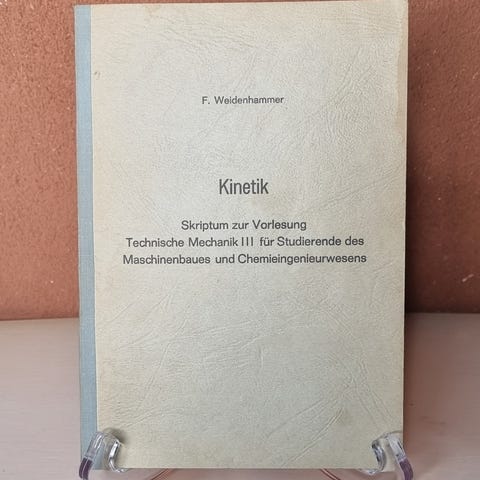 F. Weidenhammer
Kinetik
Skriptum zur Vorlesung
Technische Mechanik III für Studierende des
Maschinenbaues und Chemieingenieurwesens